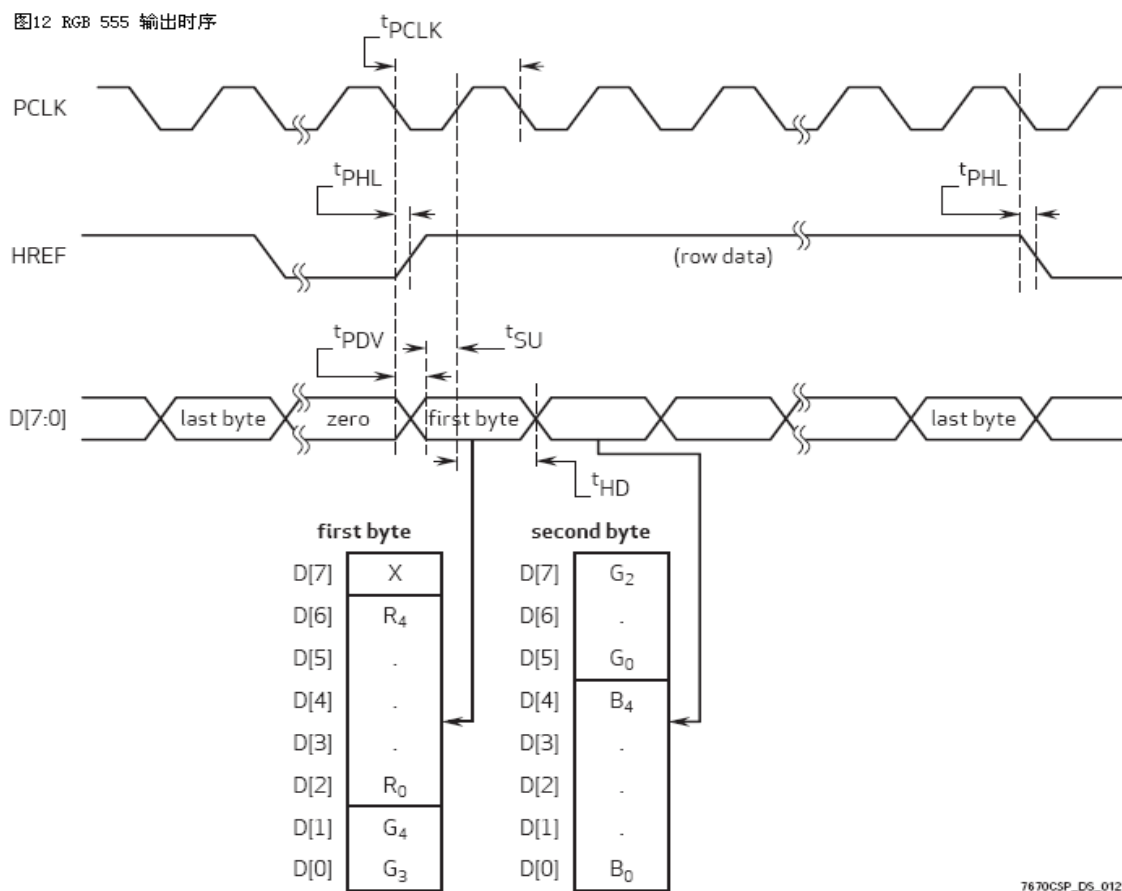 图12 RGB 555 输出时序
tPCLK
PCLK
tPHL
tPHL
HREF
(row data)
tPDV
tSU
D[7:0]
last byte
zero
first byte
last byte
tHD
first byte
second byte
D[7] X
D[7] G2
D[6] R4
D[6] .
D[5] .
D[5] G0
D[4] .
D[4] B4
D[3] .
D[3] .
D[2] R0
D[2] .
D[1] G4
D[1] .
D[0] G3
D[0] B0
7670CSP_DS_012